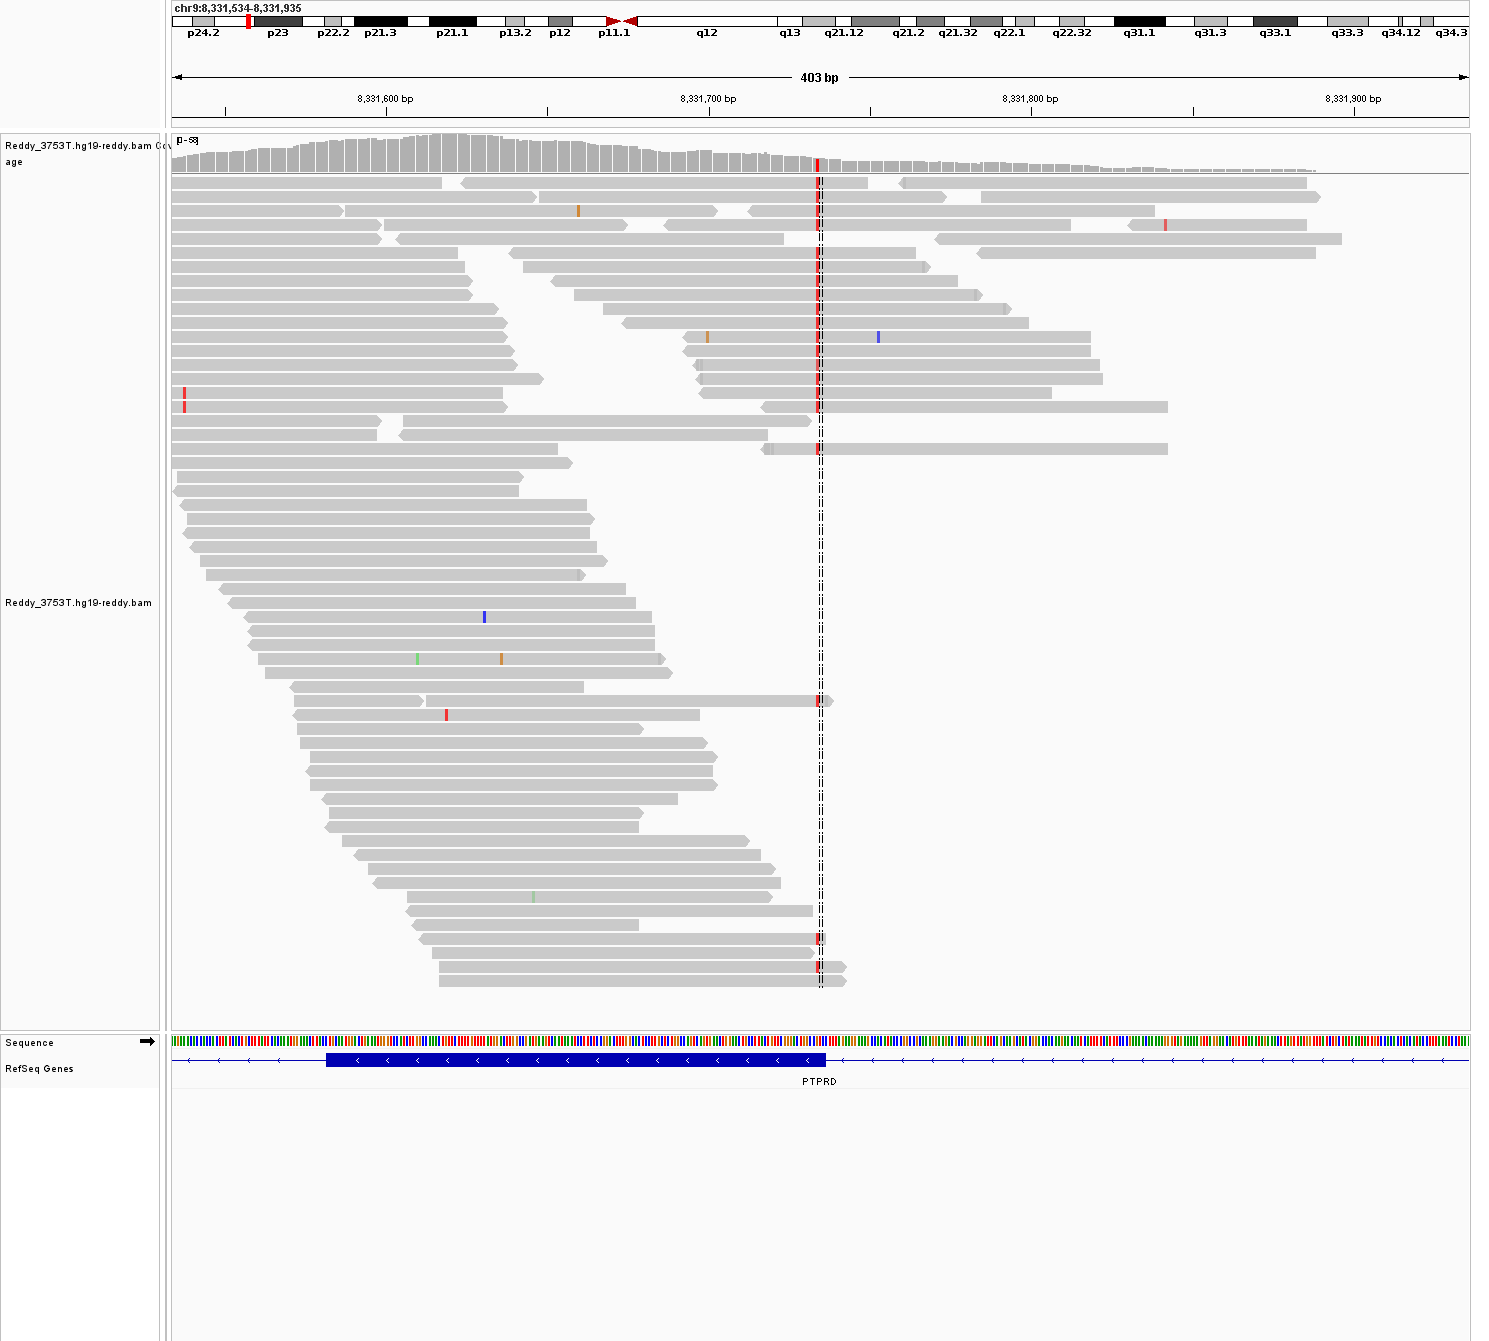 chr9:8,331,534-8,331,935
p24.2 p23 p22.2 p21.3 p21.1 p13.2 p12 p11.1 q12 q13 q21.12 q21.2 q21.32 q22.1 q22.32 q31.1 q31.3 q33.1 q33.3 q34.12 q34.3
403 bp
8,331,600 bp 8,331,700 bp 8,331,800 bp 8,331,900 bp
[0-58]
Reddy_3753T.hg19-reddy.bam Cov
age
Reddy_3753T.hg19-reddy.bam
Sequence
RefSeq Genes
PTPRD